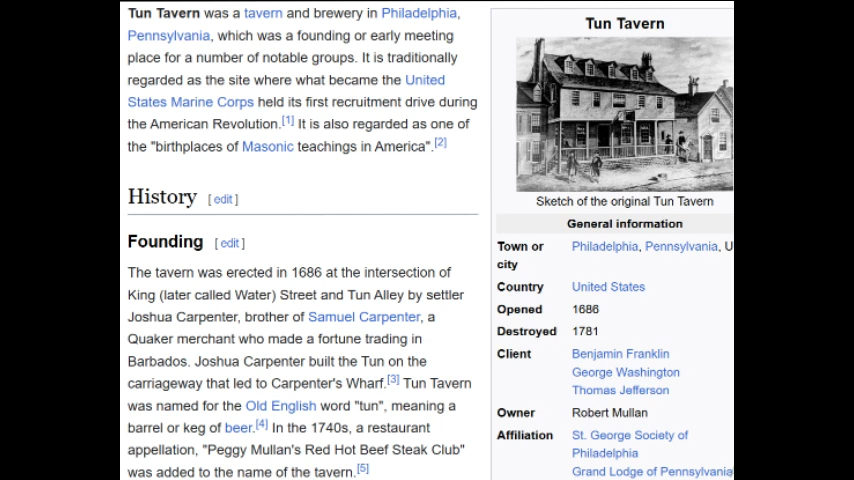 Tun Tavern was a tavern and brewery in Philadelphia,
Pennsylvania, which was a founding or early meeting
place for a number of notable groups. It is traditionally
regarded as the site where what became the United
States Marine Corps held its first recruitment drive during
the American Revolution.[1] It is also regarded as one of
the "birthplaces of Masonic teachings in America".[2]
History [ edit ]
Founding [ edit ]
The tavern was erected in 1686 at the intersection of
King (later called Water) Street and Tun Alley by settler
Joshua Carpenter, brother of Samuel Carpenter, a
Quaker merchant who made a fortune trading in
Barbados. Joshua Carpenter built the Tun on the
carriageway that led to Carpenter's Wharf.[3] Tun Tavern
was named for the Old English word "tun", meaning a
barrel or keg of beer.[4] In the 1740s, a restaurant
appellation, "Peggy Mullan's Red Hot Beef Steak Club"
was added to the name of the tavern.[5]
Tun Tavern
Sketch of the original Tun Tavern
General information
Town or city Philadelphia, Pennsylvania, U
Country United States
Opened 1686
Destroyed 1781
Client Benjamin Franklin
George Washington
Thomas Jefferson
Owner Robert Mullan
Affiliation St. George Society of
Philadelphia
Grand Lodge of Pennsylvania